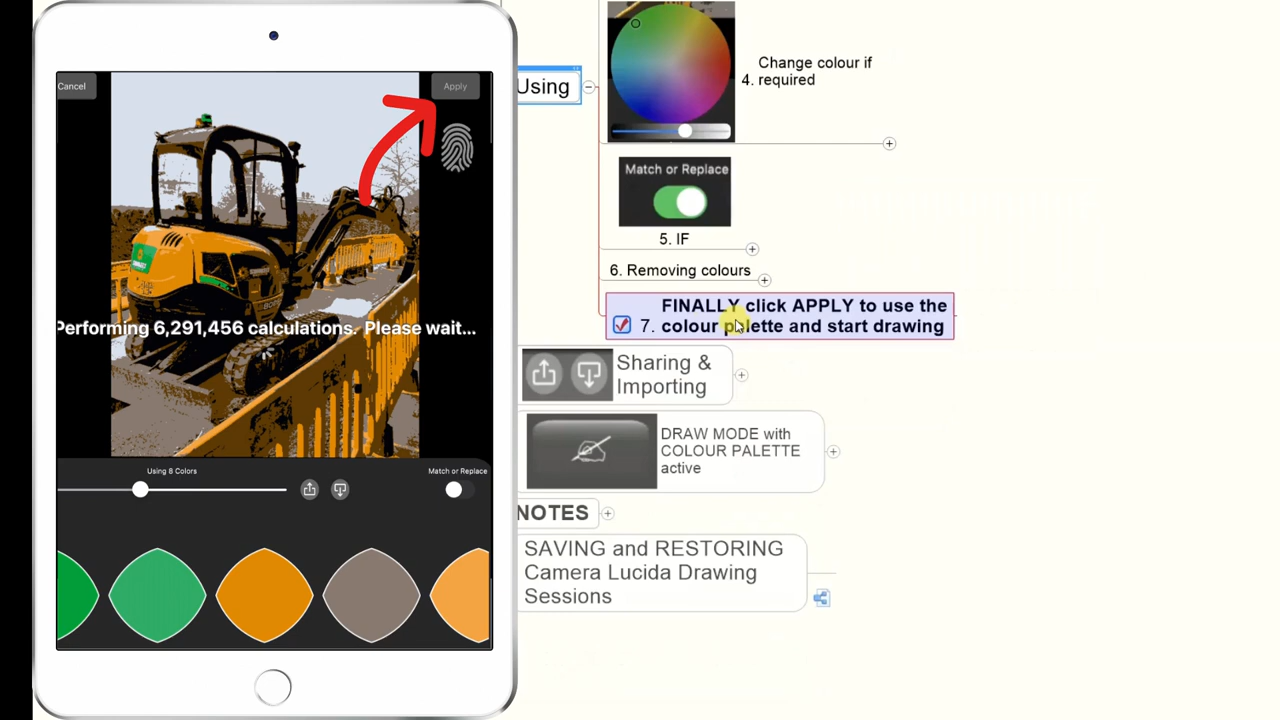 Cancel
Apply
Performing 6,291,456 calculations. Please wait...
Using 8 Colors
Match or Replace
Using
Change colour if
4. required
Match or Replace
5. IF
6. Removing colours
FINALLY click APPLY to use the
7. colour palette and start drawing
Sharing &
Importing
DRAW MODE with
COLOUR PALETTE
active
NOTES
SAVING and RESTORING
Camera Lucida Drawing
Sessions